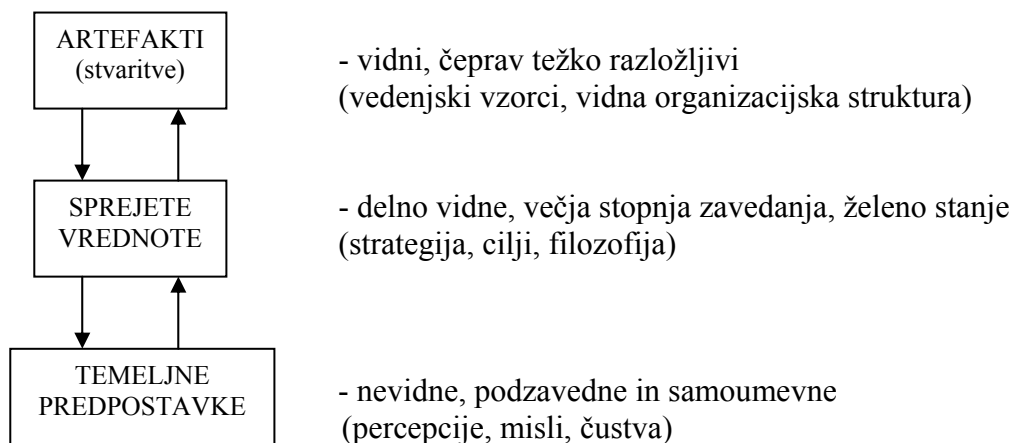 ARTEFAKTI
(stvaritve)
- vidni, čeprav težko razložljivi
(vedenjski vzorci, vidna organizacijska struktura)
SPREJETE
VREDNOTE
- delno vidne, večja stopnja zavedanja, želeno stanje
(strategija, cilji, filozofija)
TEMELJNE
PREDPOSTAVKE
- nevidne, podzavedne in samoumevne
(percepcije, misli, čustva)